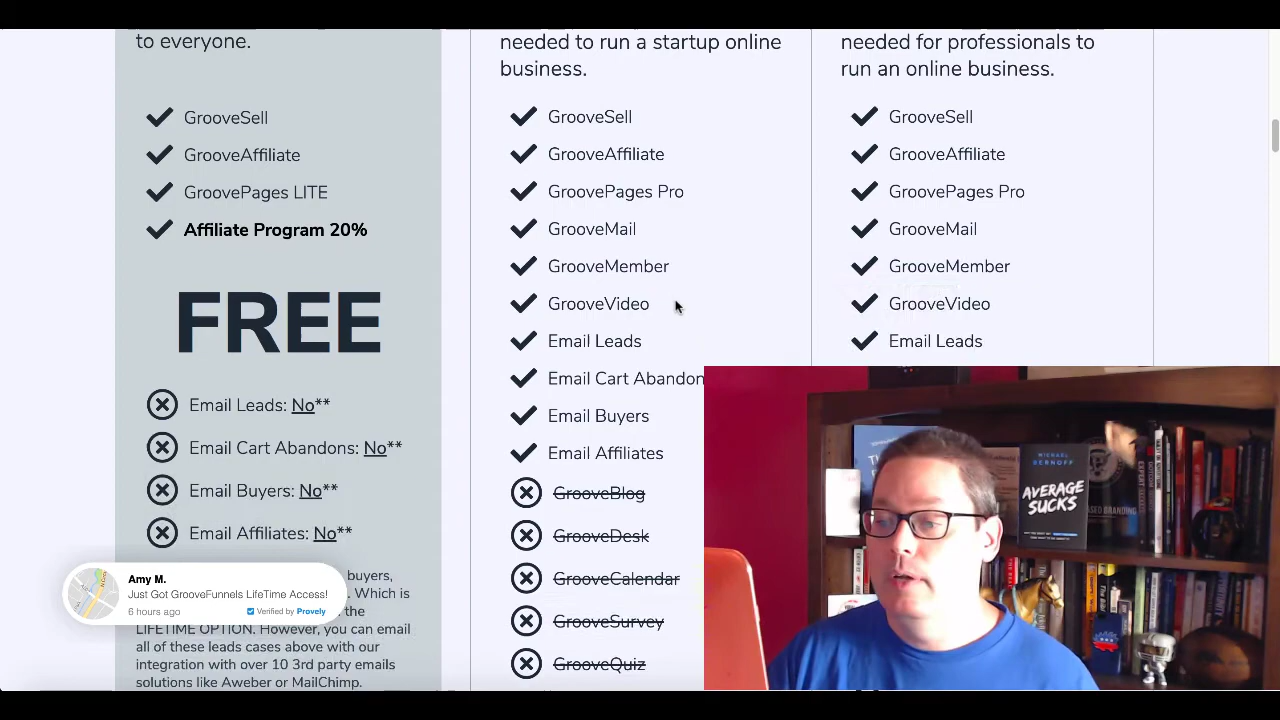 to everyone.
GrooveSell
GrooveAffiliate
GroovePages LITE
Affiliate Program 20%
FREE
Email Leads: No**
Email Cart Abandons: No**
Email Buyers: No**
Email Affiliates: No**
buyers,
. Which is
the
LIFETIME OPTION. However, you can email
all of these leads cases above with our
integration with over 10 3rd party emails
solutions like Aweber or MailChimp.
Amy M.
Just Got GrooveFunnels LifeTime Access!
6 hours ago
Verified by Provely
needed to run a startup online
business.
GrooveSell
GrooveAffiliate
GroovePages Pro
GrooveMail
GrooveMember
GrooveVideo
Email Leads
Email Cart Abandon
Email Buyers
Email Affiliates
GrooveBlog
GrooveDesk
GrooveCalendar
GrooveSurvey
GrooveQuiz
needed for professionals to
run an online business.
GrooveSell
GrooveAffiliate
GroovePages Pro
GrooveMail
GrooveMember
GrooveVideo
Email Leads
MICHAEL
BERNOFF
AVERAGE
SUCKS